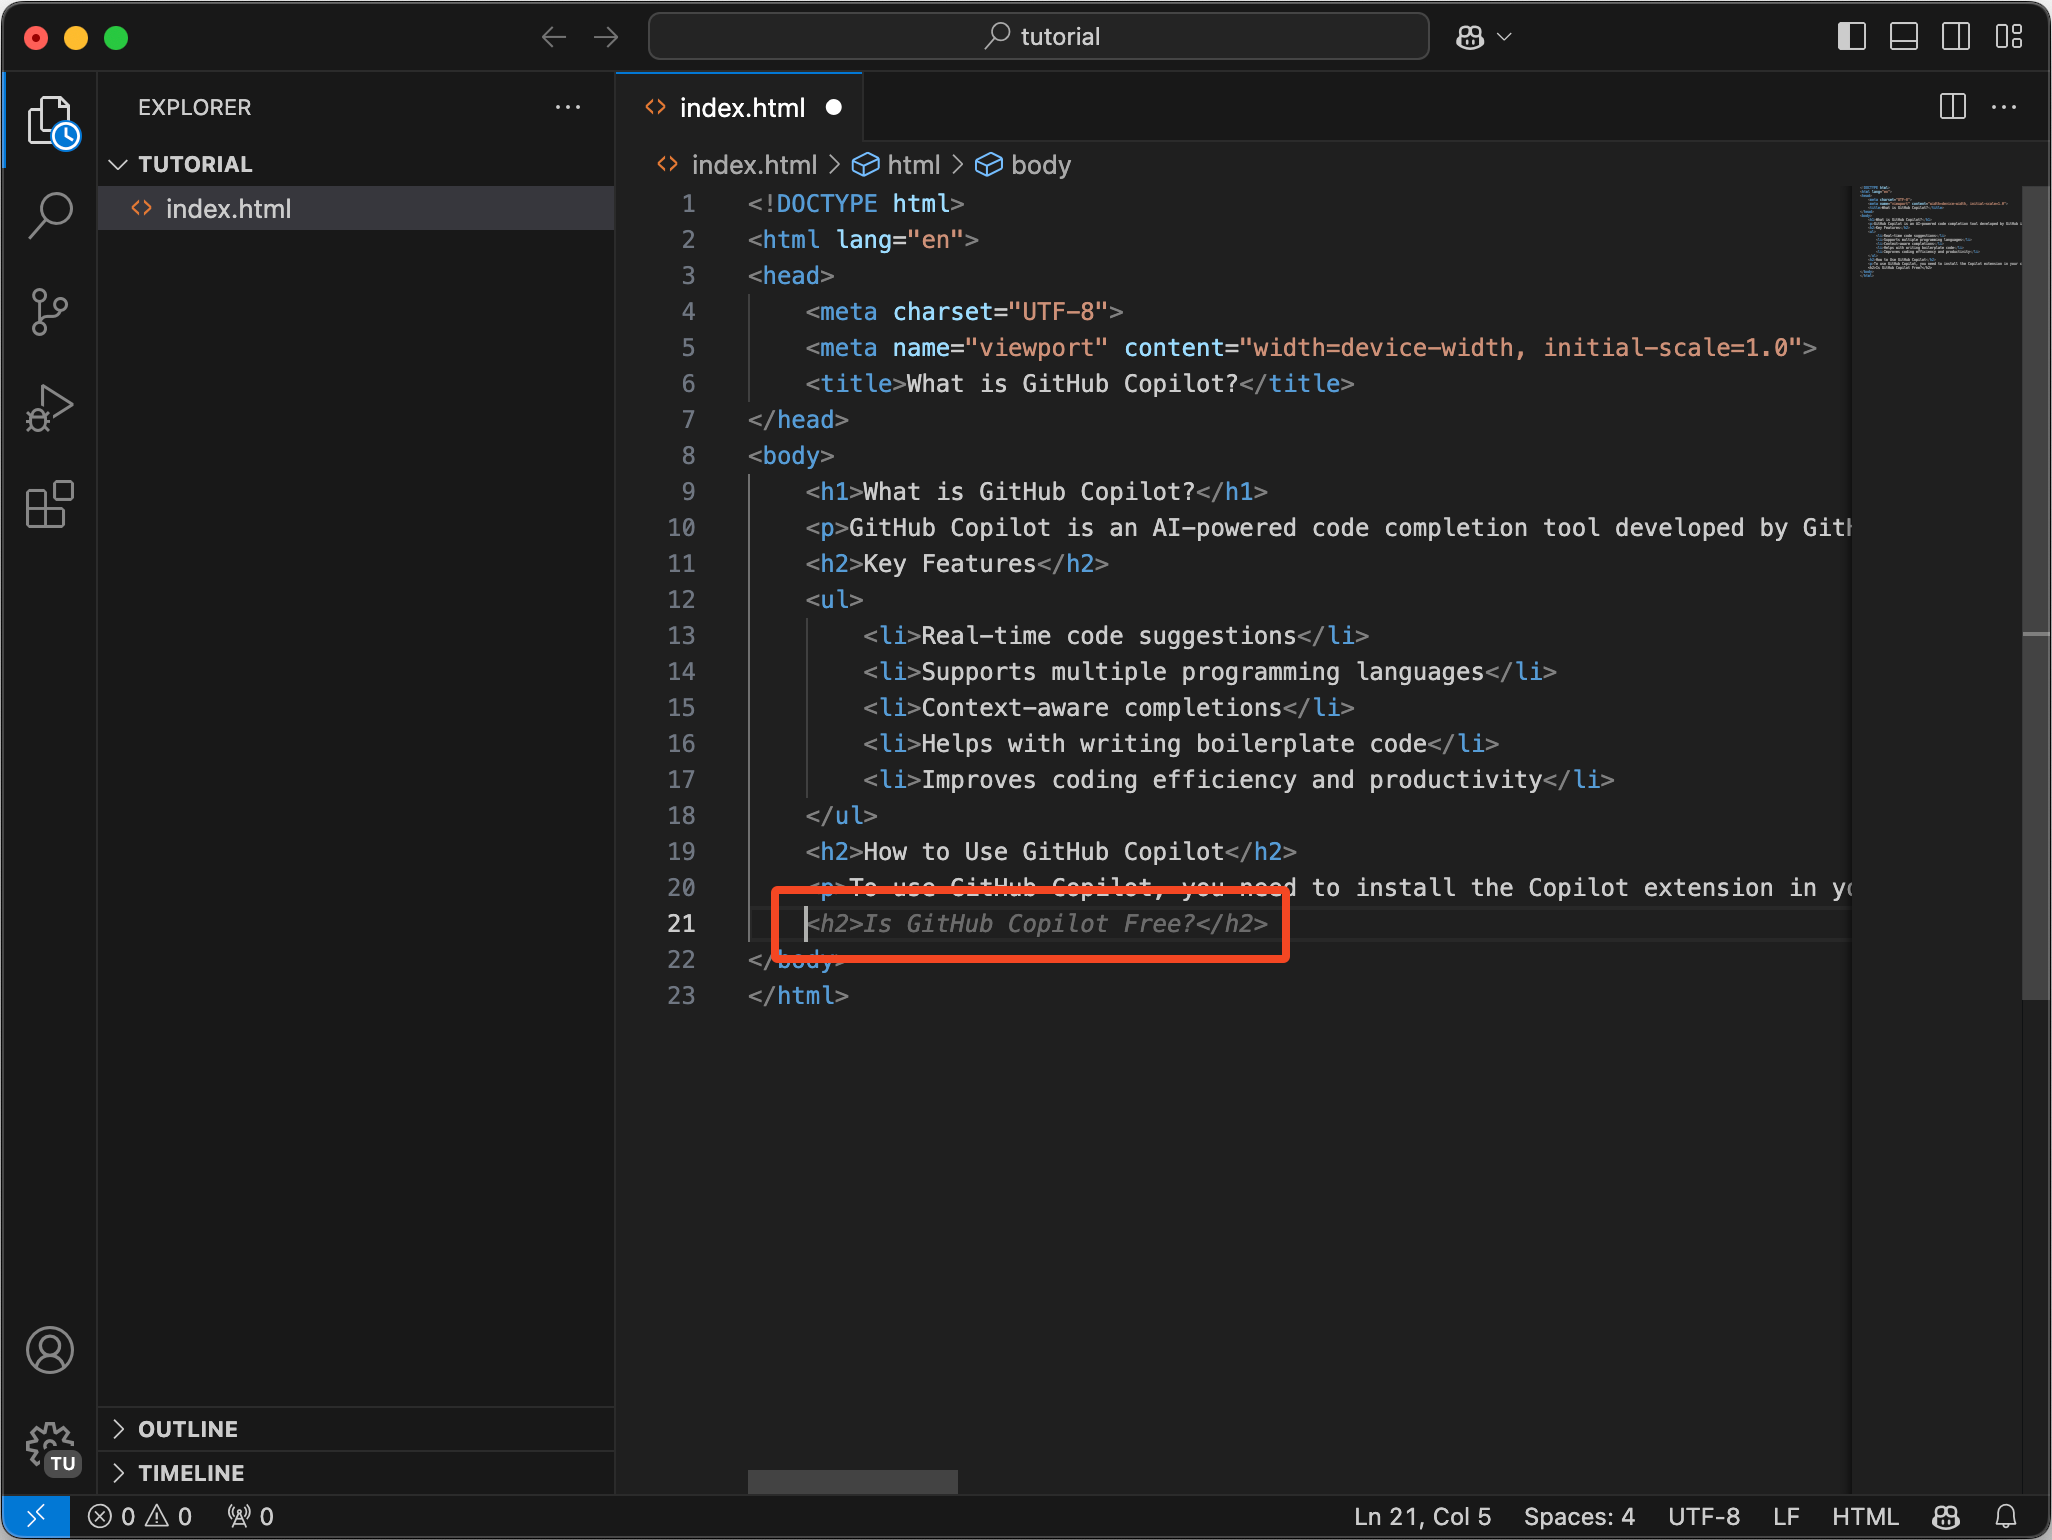 tutorial
EXPLORER
TUTORIAL
index.html
index.html
index.html > html > body
1 <!DOCTYPE html>
2 <html lang="en">
3 <head>
4 <meta charset="UTF-8">
5 <meta name="viewport" content="width=device-width, initial-scale=1.0">
6 <title>What is GitHub Copilot?</title>
7 </head>
8 <body>
9 <h1>What is GitHub Copilot?</h1>
10 <p>GitHub Copilot is an AI-powered code completion tool developed by GitH
11 <h2>Key Features</h2>
12 <ul>
13 <li>Real-time code suggestions</li>
14 <li>Supports multiple programming languages</li>
15 <li>Context-aware completions</li>
16 <li>Helps with writing boilerplate code</li>
17 <li>Improves coding efficiency and productivity</li>
18 </ul>
19 <h2>How to Use GitHub Copilot</h2>
20 <p>To use GitHub Copilot, you need to install the Copilot extension in yo
21 <h2>Is GitHub Copilot Free?</h2>
22 </body>
23 </html>
OUTLINE
TIMELINE
TU
0 0 0
Ln 21, Col 5 Spaces: 4 UTF-8 LF HTML